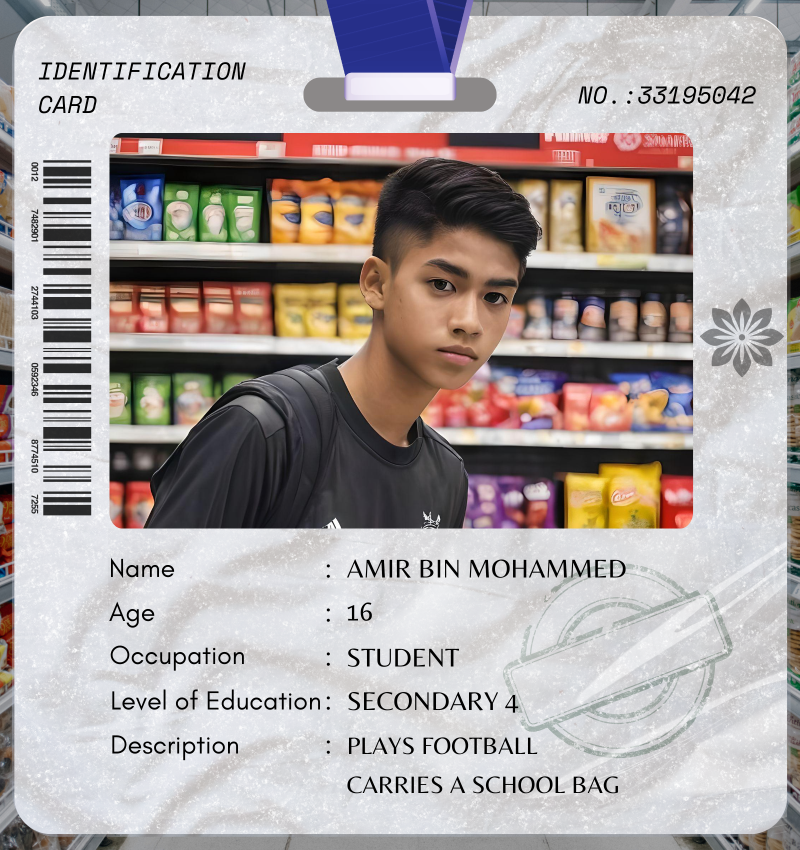 IDENTIFICATION
CARD
NO.:33195042
0012
7482901
2744103
0592346
8774510
7255
Name : AMIR BIN MOHAMMED
Age : 16
Occupation : STUDENT
Level of Education: SECONDARY 4
Description : PLAYS FOOTBALL
CARRIES A SCHOOL BAG